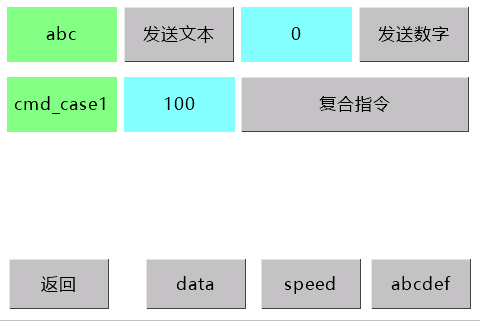 abc 发送文本 0 发送数字
cmd_case1 100 复合指令
返回 data speed abcdef